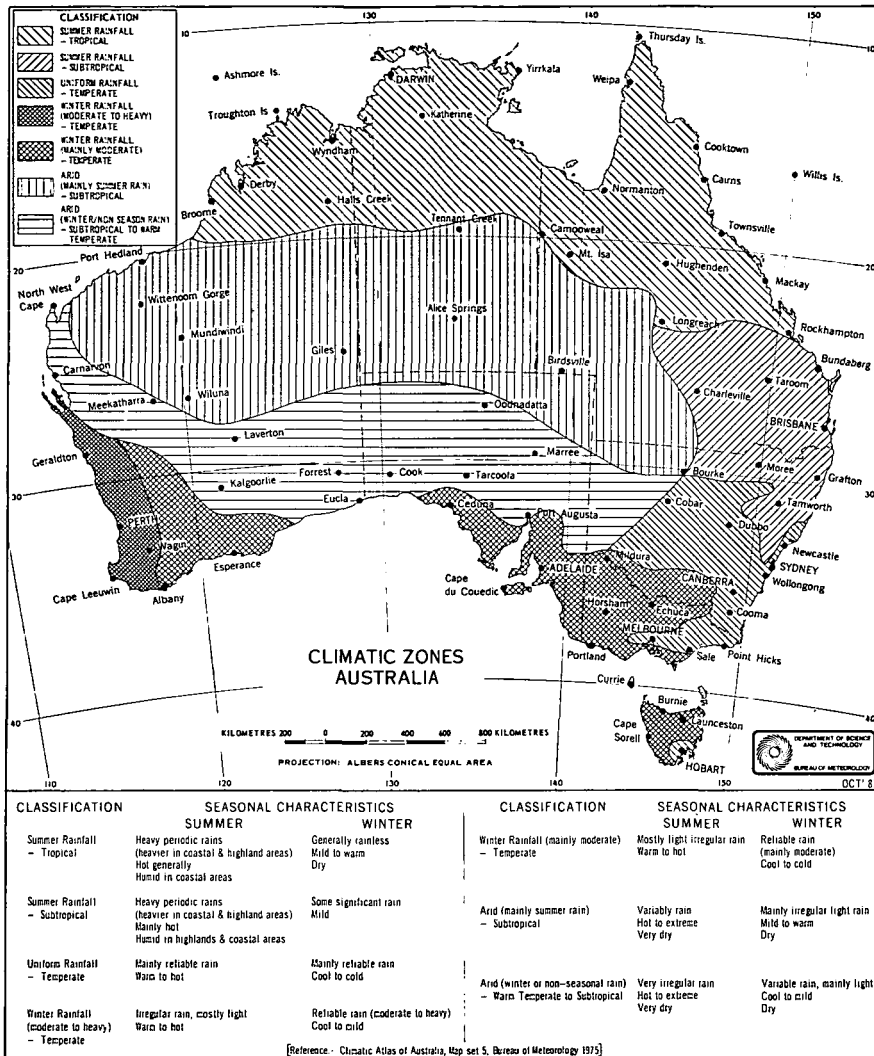 CLASSIFICATION
SUMMER RAINFALL
– TROPICAL
SUMMER RAINFALL
– SUBTROPICAL
UNIFORM RAINFALL
– TEMPERATE
WINTER RAINFALL
(MODERATE TO HEAVY)
– TEMPERATE
WINTER RAINFALL
(MAINLY MODERATE)
– TEMPERATE
ARID
(MAINLY SUMMER RAIN)
– SUBTROPICAL
ARID
(WINTER/NON SEASON RAIN)
– SUBTROPICAL TO WARM
TEMPERATE
130
140
150
10
10
Thursday Is.
Ashmore Is.
DARWIN
Yirrkala
Weipa
Troughton Is
Katherine
Wyndham
Cooktown
Derby
Cairns
Willis Is.
Broome
Halls Creek
Normanton
Tennant Creek
Camooweal
Townsville
Port Hedland
Mt. Isa
Hughenden
20
20
Mackay
North West
Cape
Wittenoom Gorge
Alice Springs
Longreach
Rockhampton
Mundiwindi
Giles
Birdsville
Bundaberg
Carnarvon
Taroom
Charleville
Meekatharra
Wiluna
Oodnadatta
BRISBANE
Laverton
Marree
Geraldton
Forrest
Cook
Tarcoola
Bourke
Moree
Grafton
Kalgoorlie
30
30
Eucla
Ceduna
Port Augusta
Cobar
Tamworth
PERTH
Dubbo
Wagin
Esperance
Mildura
Newcastle
SYDNEY
ADELAIDE
CANBERRA
Wollongong
Cape Leeuwin
Albany
Cape
du Couedic
Horsham
Echuca
Cooma
MELBOURNE
Portland
Sale
Point Hicks
CLIMATIC ZONES
AUSTRALIA
Currie
Burnie
40
40
Launceston
Cape
Sorell
HOBART
KILOMETRES 200 0 200 400 600 800 KILOMETRES
PROJECTION: ALBERS CONICAL EQUAL AREA
DEPARTMENT OF SCIENCE
AND TECHNOLOGY
BUREAU OF METEOROLOGY
110
120
130
140
150
OCT' 8
CLASSIFICATION SEASONAL CHARACTERISTICS
SUMMER WINTER
Summer Rainfall Heavy periodic rains Generally rainless
– Tropical (heavier in coastal & highland areas) Mild to warm
Hot generally Dry
Humid in coastal areas
Summer Rainfall Heavy periodic rains Some significant rain
– Subtropical (heavier in coastal & highland areas) Mild
Mainly hot
Humid in highlands & coastal areas
Uniform Rainfall Mainly reliable rain Mainly reliable rain
– Temperate Warm to hot Cool to cold
Winter Rainfall Irregular rain, mostly light Reliable rain (moderate to heavy)
(moderate to heavy) Warm to hot Cool to mild
– Temperate
CLASSIFICATION SEASONAL CHARACTERISTICS
SUMMER WINTER
Winter Rainfall (mainly moderate) Mostly light irregular rain Reliable rain
– Temperate Warm to hot (mainly moderate)
Cool to cold
Arid (mainly summer rain) Variably rain Mainly irregular light rain
– Subtropical Hot to extreme Mild to warm
Very dry Dry
Arid (winter or non-seasonal rain) Very irregular rain Variable rain, mainly light
– Warm Temperate to Subtropical Hot to extreme Cool to mild
Very dry Dry
[Reference.- Climatic Atlas of Australia, Map set 5, Bureau of Meteorology 1975]